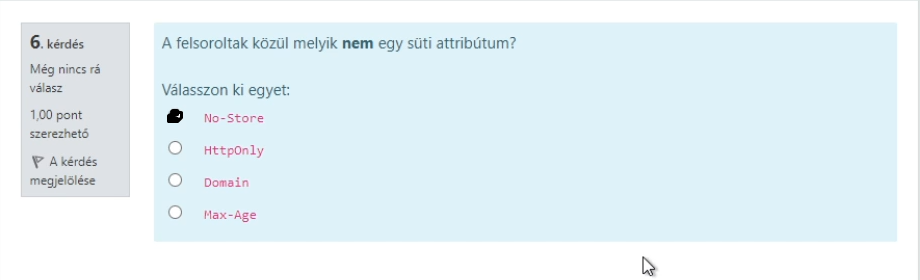 6. kérdés
Még nincs rá
válasz
1,00 pont
szerezhető
A kérdés
megjelölése
A felsoroltak közül melyik nem egy süti attribútum?
Válasszon ki egyet:
No-Store
HttpOnly
Domain
Max-Age